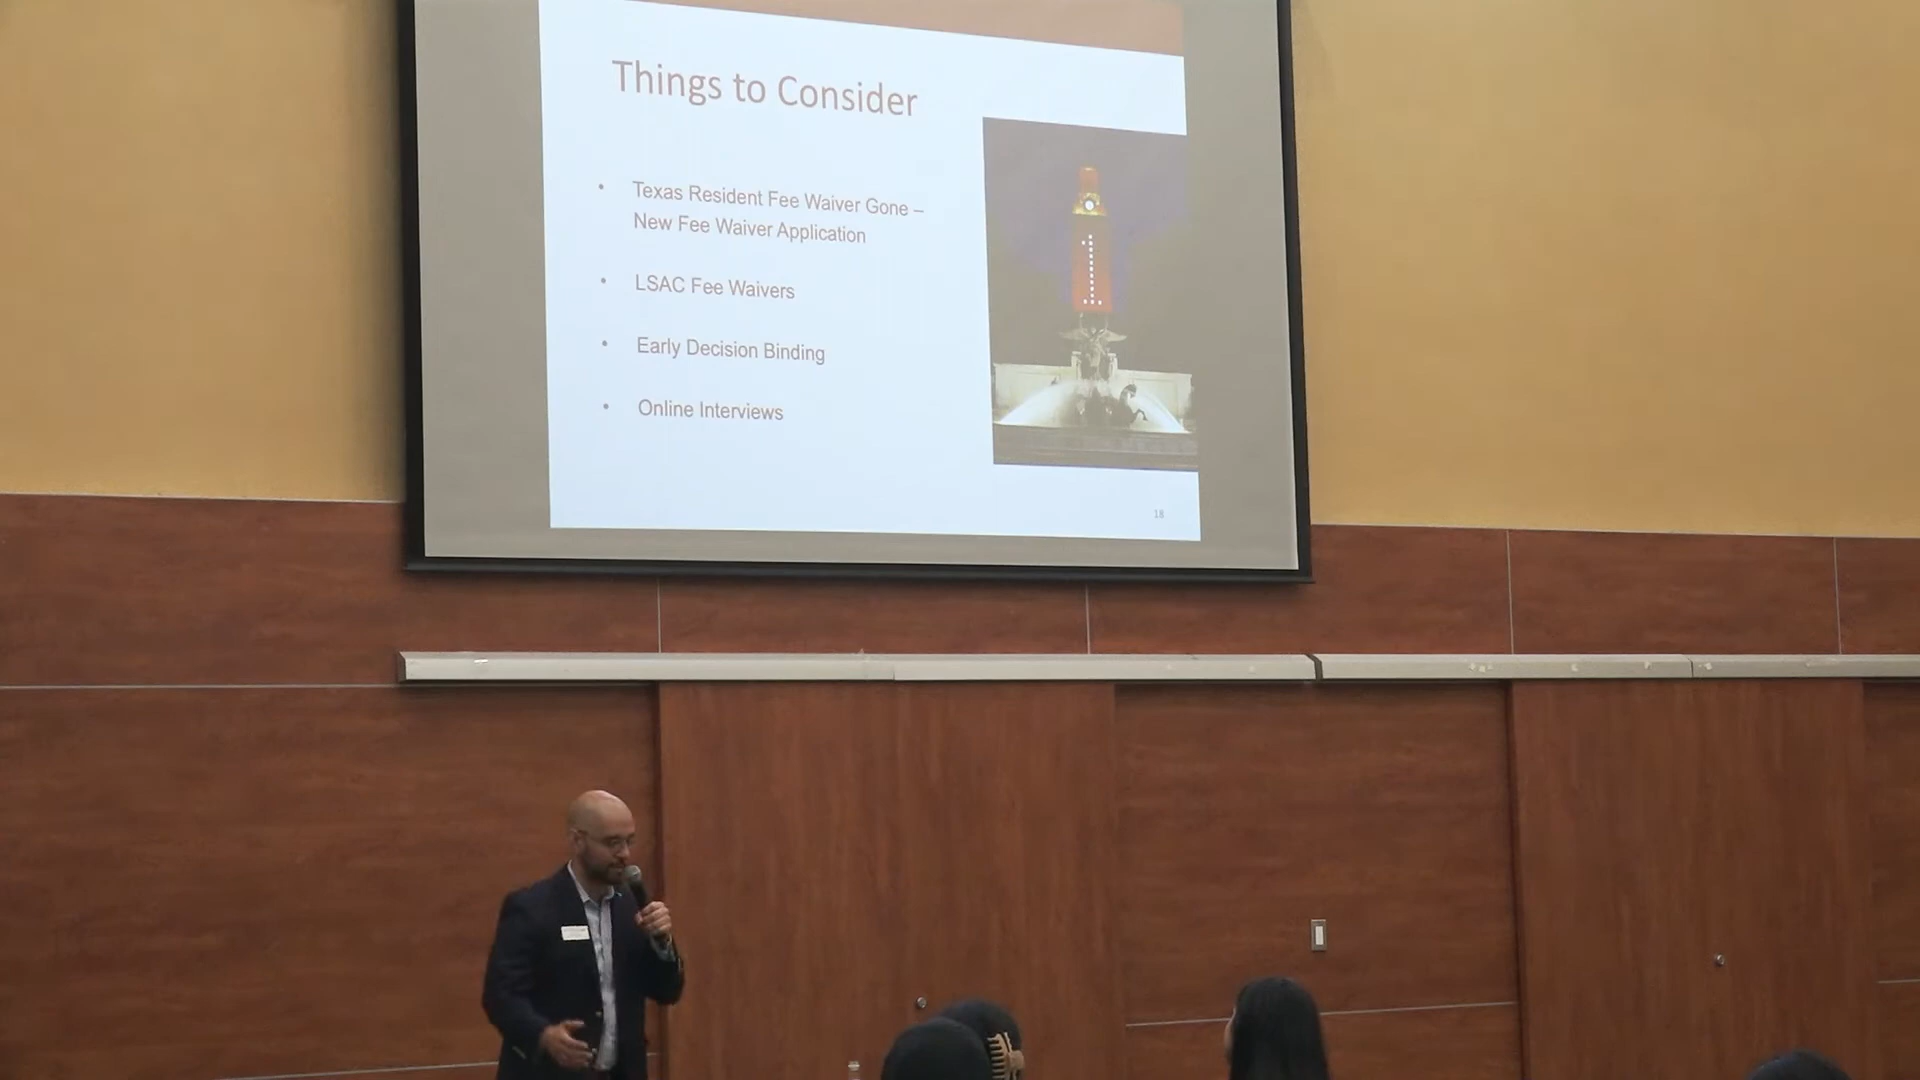 Things to Consider
• Texas Resident Fee Waiver Gone –
New Fee Waiver Application
• LSAC Fee Waivers
• Early Decision Binding
• Online Interviews
18